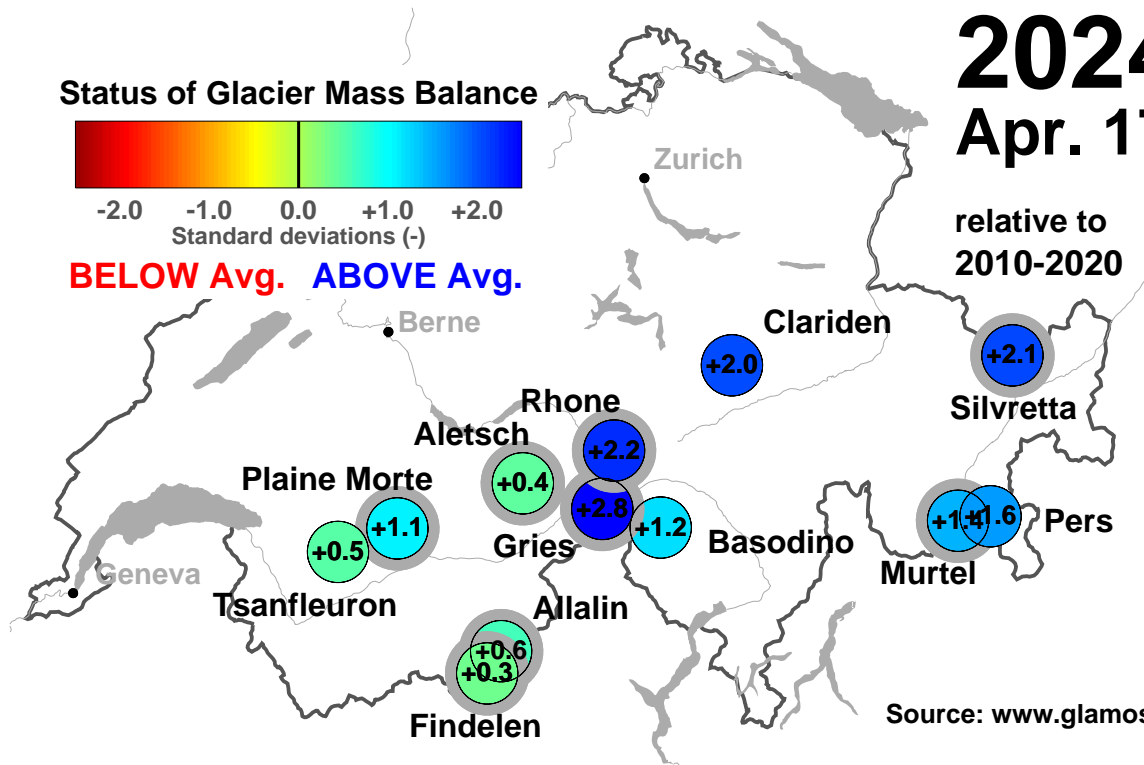 2024
Apr. 17
Status of Glacier Mass Balance
-2.0 -1.0 0.0 +1.0 +2.0
Standard deviations (-)
BELOW Avg. ABOVE Avg.
relative to
2010-2020
Zurich
Berne
Geneva
Clariden
+2.0
+2.1
Silvretta
Rhone
+2.2
Aletsch
+0.4
Plaine Morte
+1.1
+2.8
Gries
+1.2
Basodino
+1.4
+1.6
Pers
Murtel
+0.5
Tsanfleuron
Allalin
+0.6
+0.3
Findelen
Source: www.glamos